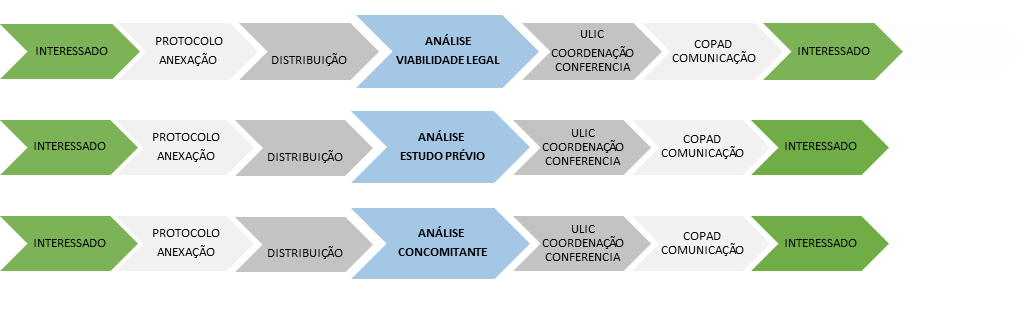 INTERESSADO
PROTOCOLO
ANEXAÇÃO
DISTRIBUIÇÃO
ANÁLISE
VIABILIDADE LEGAL
ULIC
COORDENAÇÃO
CONFERENCIA
COPAD
COMUNICAÇÃO
INTERESSADO
INTERESSADO
PROTOCOLO
ANEXAÇÃO
DISTRIBUIÇÃO
ANÁLISE
ESTUDO PRÉVIO
ULIC
COORDENAÇÃO
CONFERENCIA
COPAD
COMUNICAÇÃO
INTERESSADO
INTERESSADO
PROTOCOLO
ANEXAÇÃO
DISTRIBUIÇÃO
ANÁLISE
CONCOMITANTE
ULIC
COORDENAÇÃO
CONFERENCIA
COPAD
COMUNICAÇÃO
INTERESSADO